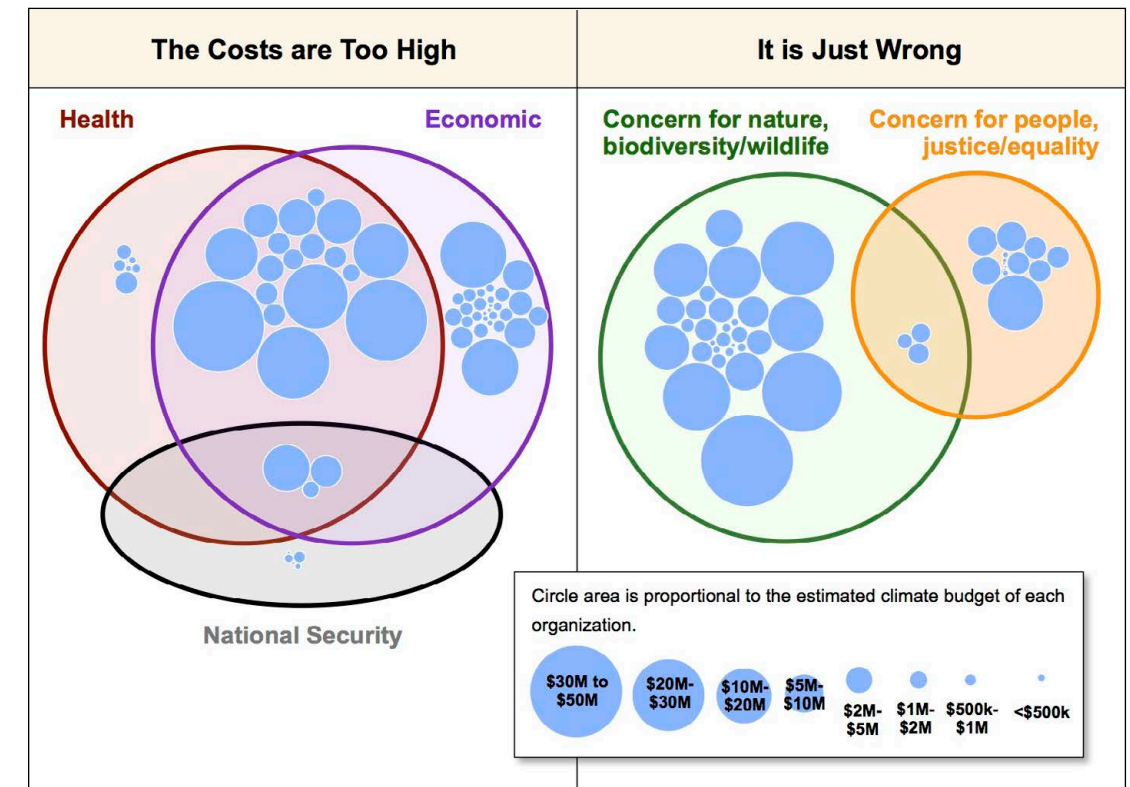 The Costs are Too High
It is Just Wrong
Health
Economic
Concern for nature,
biodiversity/wildlife
Concern for people,
justice/equality
National Security
Circle area is proportional to the estimated climate budget of each
organization.
$30M to
$50M
$20M-
$30M
$10M-
$20M
$5M-
$10M
$2M-
$5M
$1M-
$2M
$500k-
$1M
<$500k